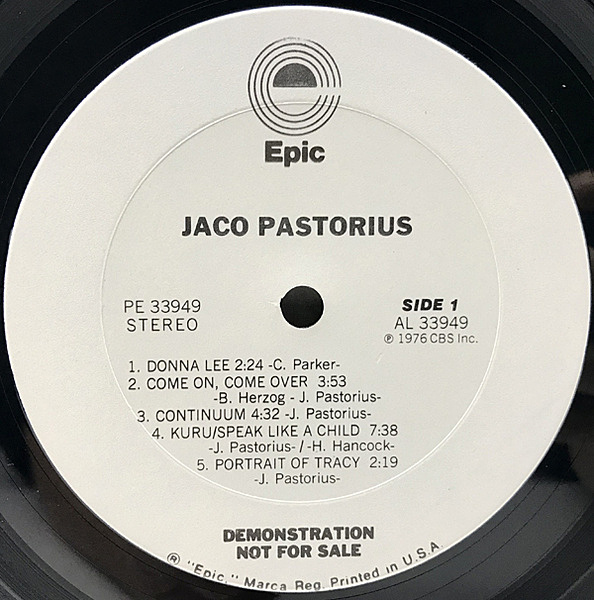 Epic
JACO PASTORIUS
PE 33949
STEREO
SIDE 1
AL 33949
℗ 1976 CBS Inc.
1. DONNA LEE 2:24 -C. Parker-
2. COME ON, COME OVER 3:53
-B. Herzog - J. Pastorius-
3. CONTINUUM 4:32 -J. Pastorius-
4. KURU/SPEAK LIKE A CHILD 7:38
-J. Pastorius- / -H. Hancock-
5. PORTRAIT OF TRACY 2:19
-J. Pastorius-
DEMONSTRATION
NOT FOR SALE
® "Epic," Marca Reg. Printed in U.S.A.